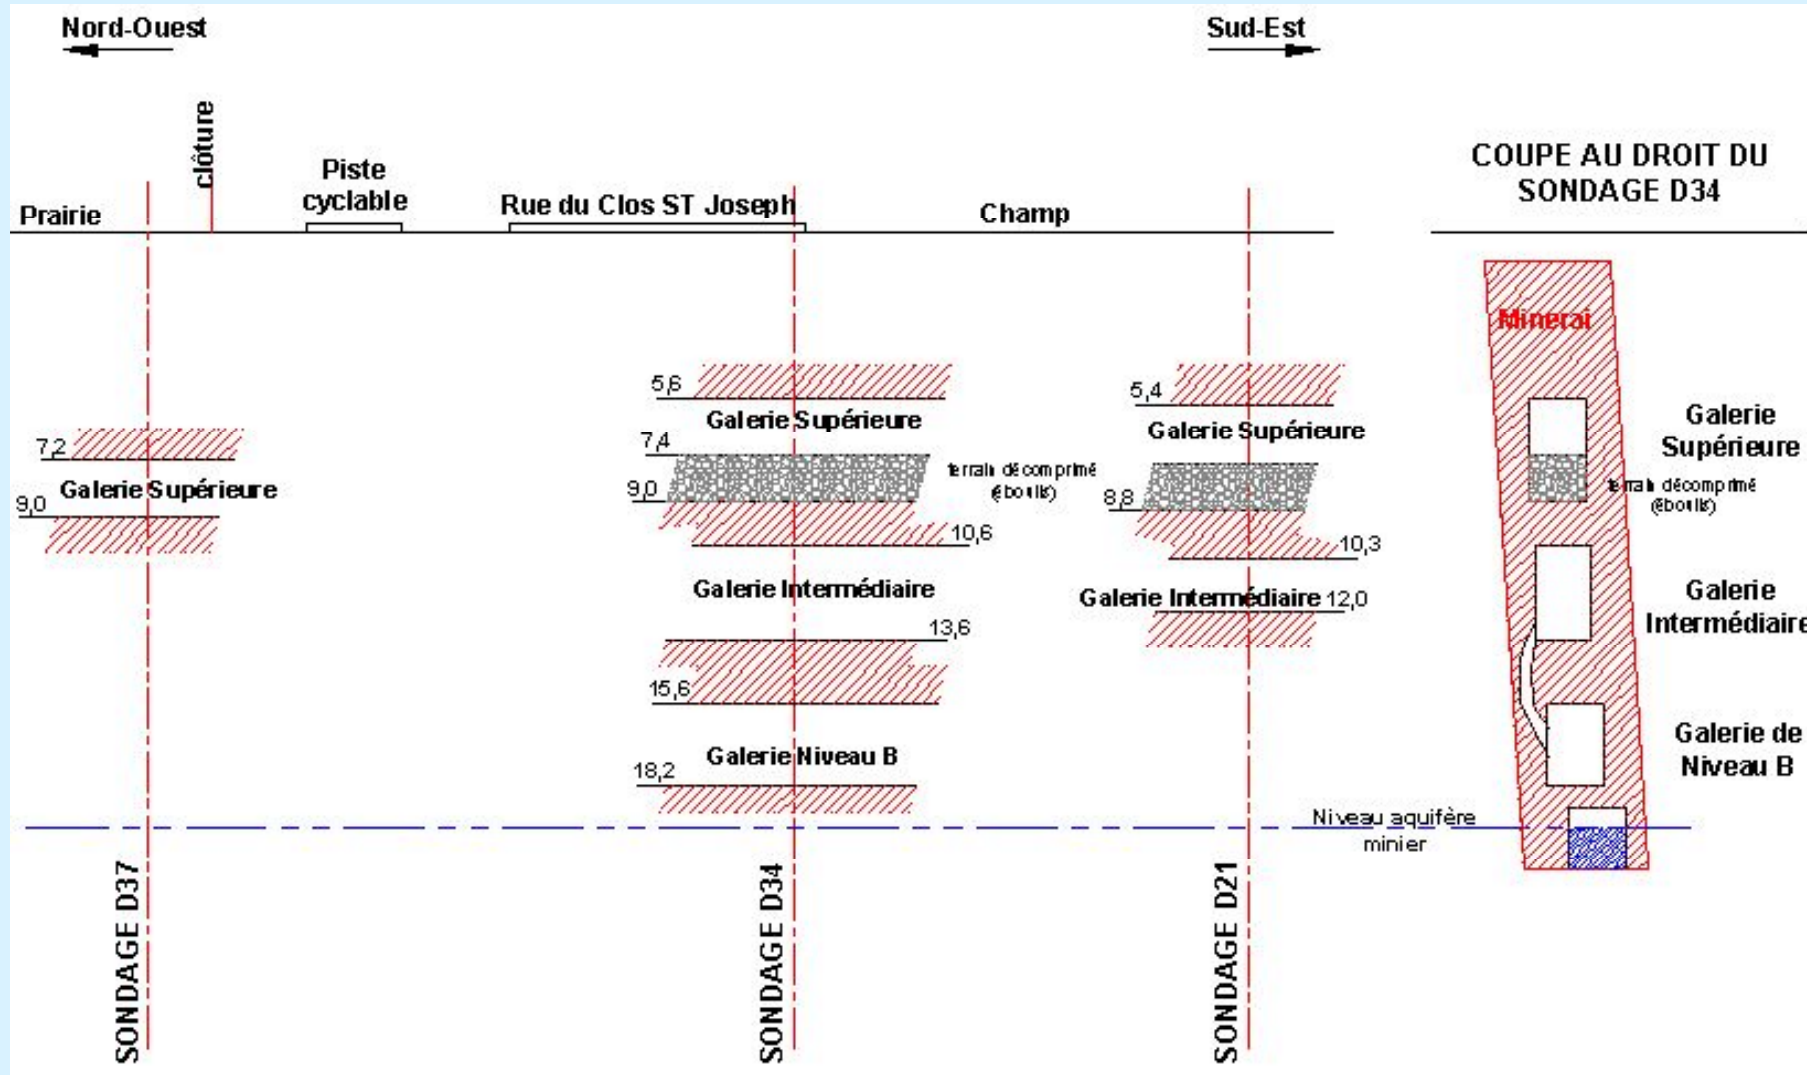 Nord-Ouest
Sud-Est
clôture
Prairie
Piste
cyclable
Rue du Clos ST Joseph
Champ
COUPE AU DROIT DU
SONDAGE D34
Minerai
7,2
Galerie Supérieure
9,0
5,6
Galerie Supérieure
7,4
9,0
terrain décomprimé
(éboulis)
10,6
Galerie Intermédiaire
13,6
15,6
Galerie Niveau B
18,2
5,4
Galerie Supérieure
8,8
10,3
Galerie Intermédiaire 12,0
Galerie
Supérieure
terrain décomprimé
(éboulis)
Galerie
Intermédiaire
Galerie de
Niveau B
Niveau aquifère
minier
SONDAGE D37
SONDAGE D34
SONDAGE D21